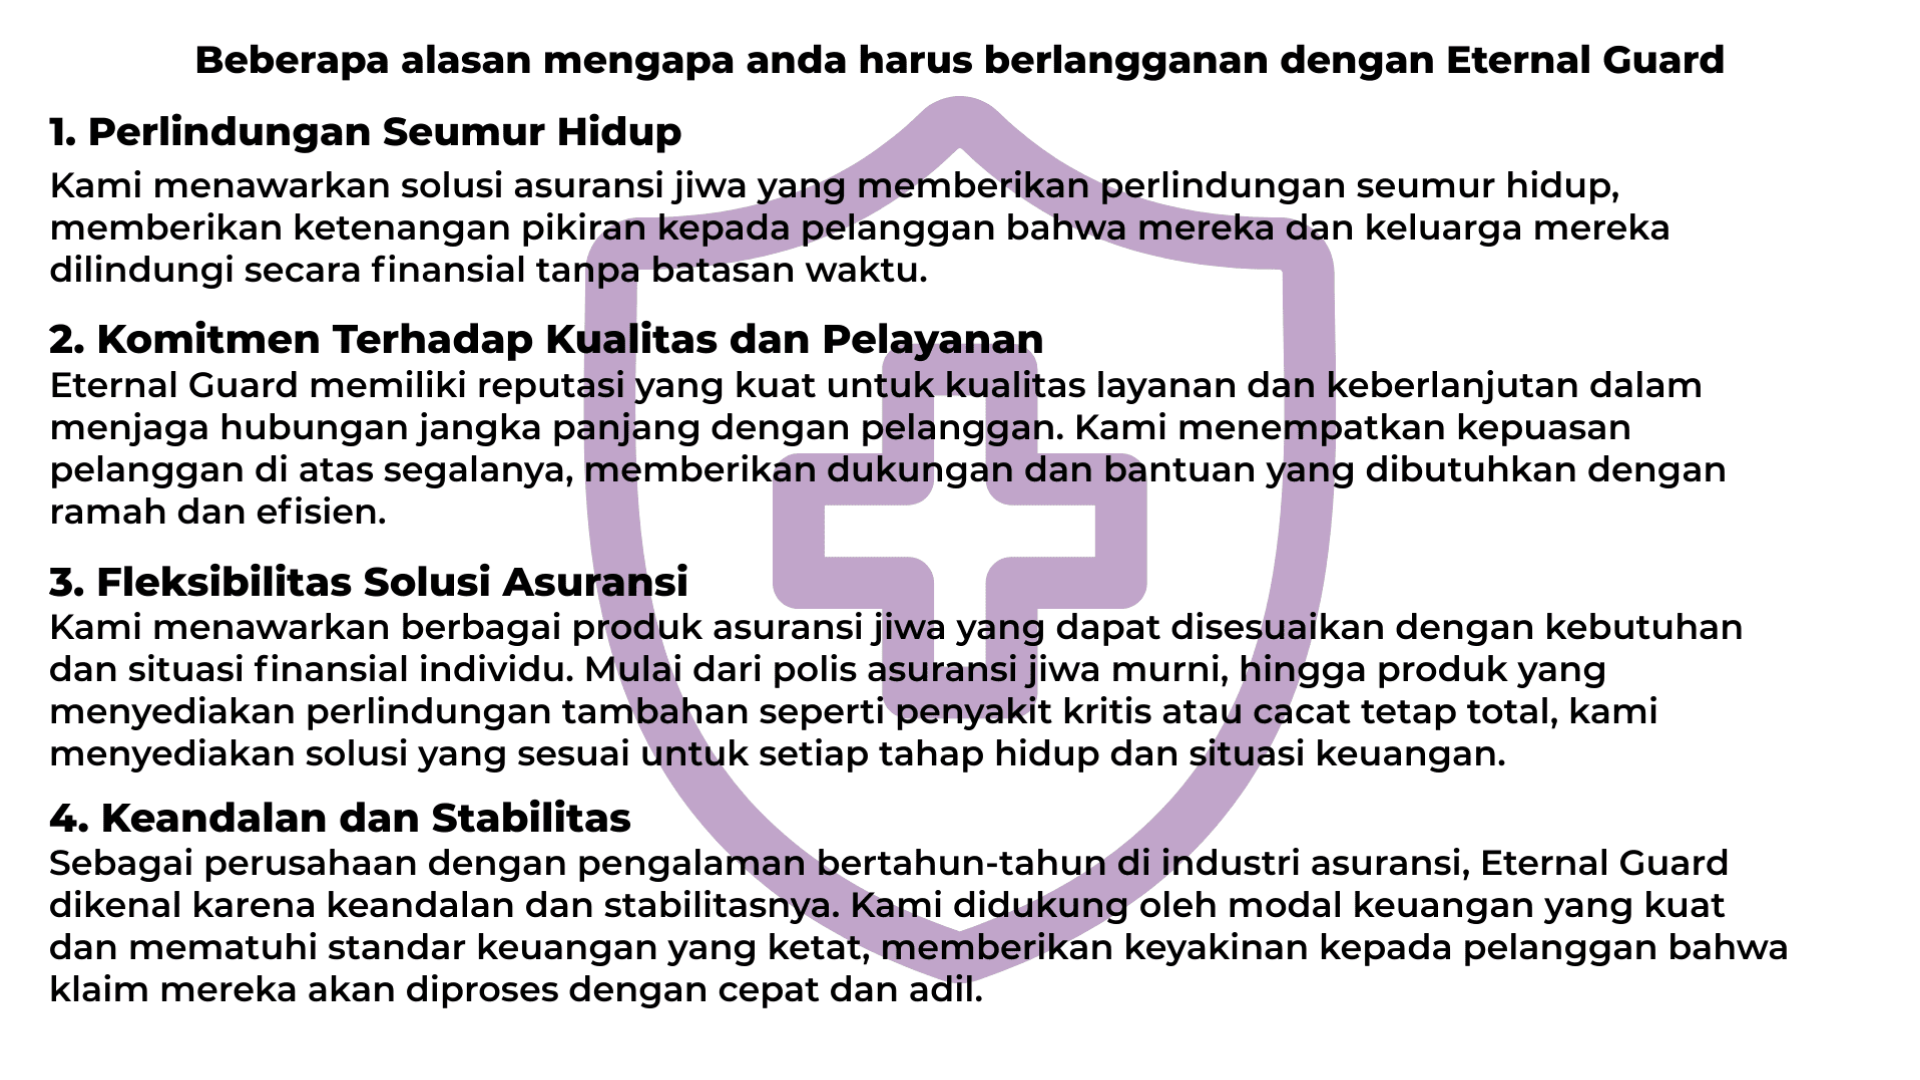 Beberapa alasan mengapa anda harus berlangganan dengan Eternal Guard
1. Perlindungan Seumur Hidup
Kami menawarkan solusi asuransi jiwa yang memberikan perlindungan seumur hidup,
memberikan ketenangan pikiran kepada pelanggan bahwa mereka dan keluarga mereka
dilindungi secara finansial tanpa batasan waktu.
2. Komitmen Terhadap Kualitas dan Pelayanan
Eternal Guard memiliki reputasi yang kuat untuk kualitas layanan dan keberlanjutan dalam
menjaga hubungan jangka panjang dengan pelanggan. Kami menempatkan kepuasan
pelanggan di atas segalanya, memberikan dukungan dan bantuan yang dibutuhkan dengan
ramah dan efisien.
3. Fleksibilitas Solusi Asuransi
Kami menawarkan berbagai produk asuransi jiwa yang dapat disesuaikan dengan kebutuhan
dan situasi finansial individu. Mulai dari polis asuransi jiwa murni, hingga produk yang
menyediakan perlindungan tambahan seperti penyakit kritis atau cacat tetap total, kami
menyediakan solusi yang sesuai untuk setiap tahap hidup dan situasi keuangan.
4. Keandalan dan Stabilitas
Sebagai perusahaan dengan pengalaman bertahun-tahun di industri asuransi, Eternal Guard
dikenal karena keandalan dan stabilitasnya. Kami didukung oleh modal keuangan yang kuat
dan mematuhi standar keuangan yang ketat, memberikan keyakinan kepada pelanggan bahwa
klaim mereka akan diproses dengan cepat dan adil.